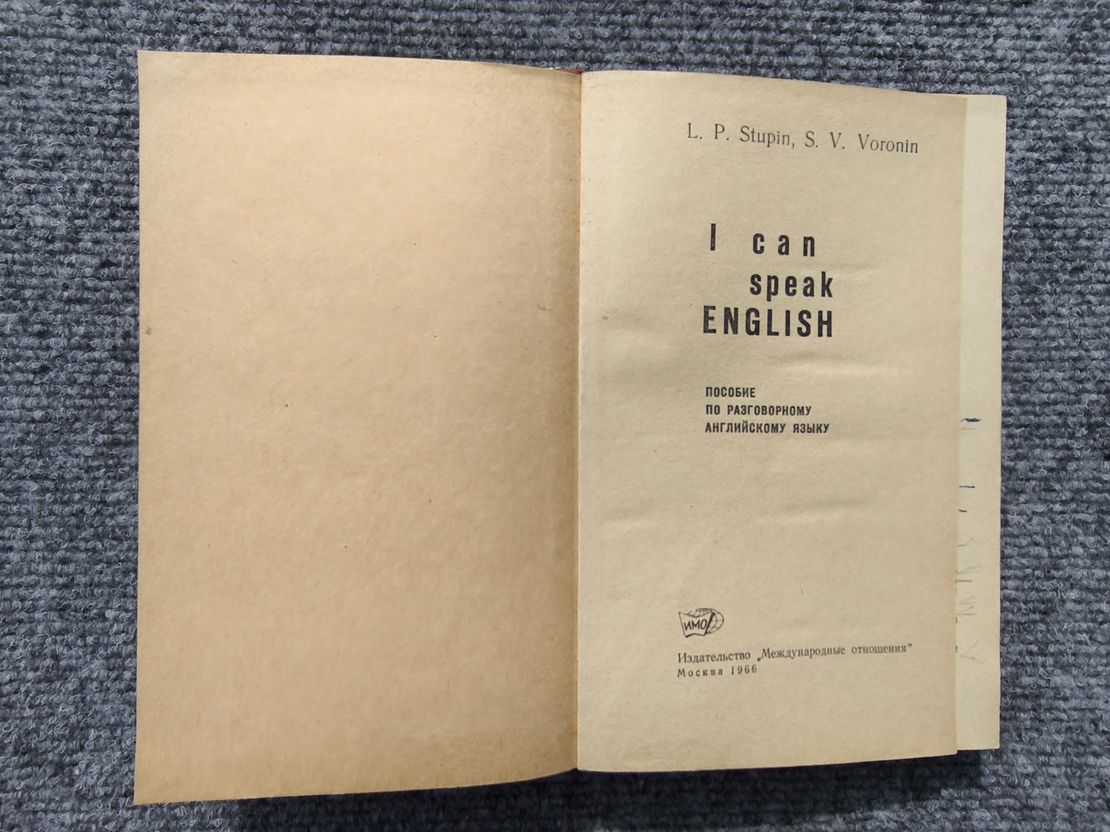 L. P. Stupin, S. V. Voronin
I can
speak
ENGLISH
ПОСОБИЕ
ПО РАЗГОВОРНОМУ
АНГЛИЙСКОМУ ЯЗЫКУ
ИМО
Издательство „Международные отношения"
Москва 1966